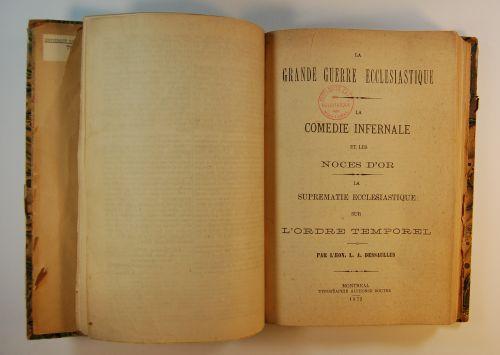 LA
GRANDE GUERRE ECCLESIASTIQUE
LA
COMEDIE INFERNALE
ET LES
NOCES D'OR
LA
SUPREMATIE ECCLESIASTIQUE
SUR
L'ORDRE TEMPOREL
PAR L'HON. L. A. DESSAULLES
MONTREAL
TYPOGRAPHIE ALPHONSE DOUTRE
1873